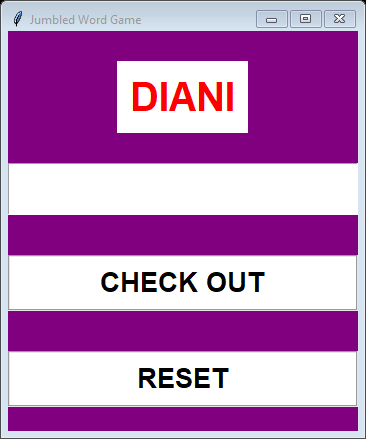 Jumbled Word Game
DIANI
CHECK OUT
RESET